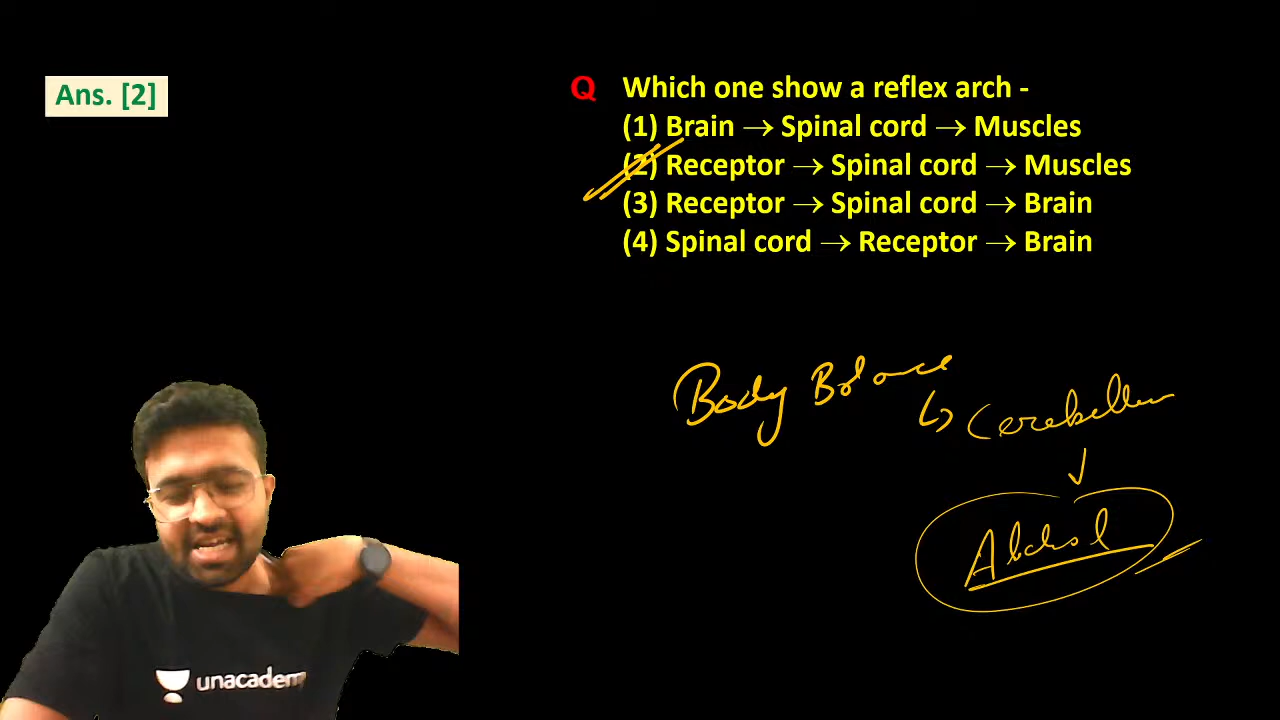 Ans. [2]
Q Which one show a reflex arch -
(1) Brain → Spinal cord → Muscles
(2) Receptor → Spinal cord → Muscles
(3) Receptor → Spinal cord → Brain
(4) Spinal cord → Receptor → Brain
Body Balance
↳ Cerebellum
Alcohol
unacademy